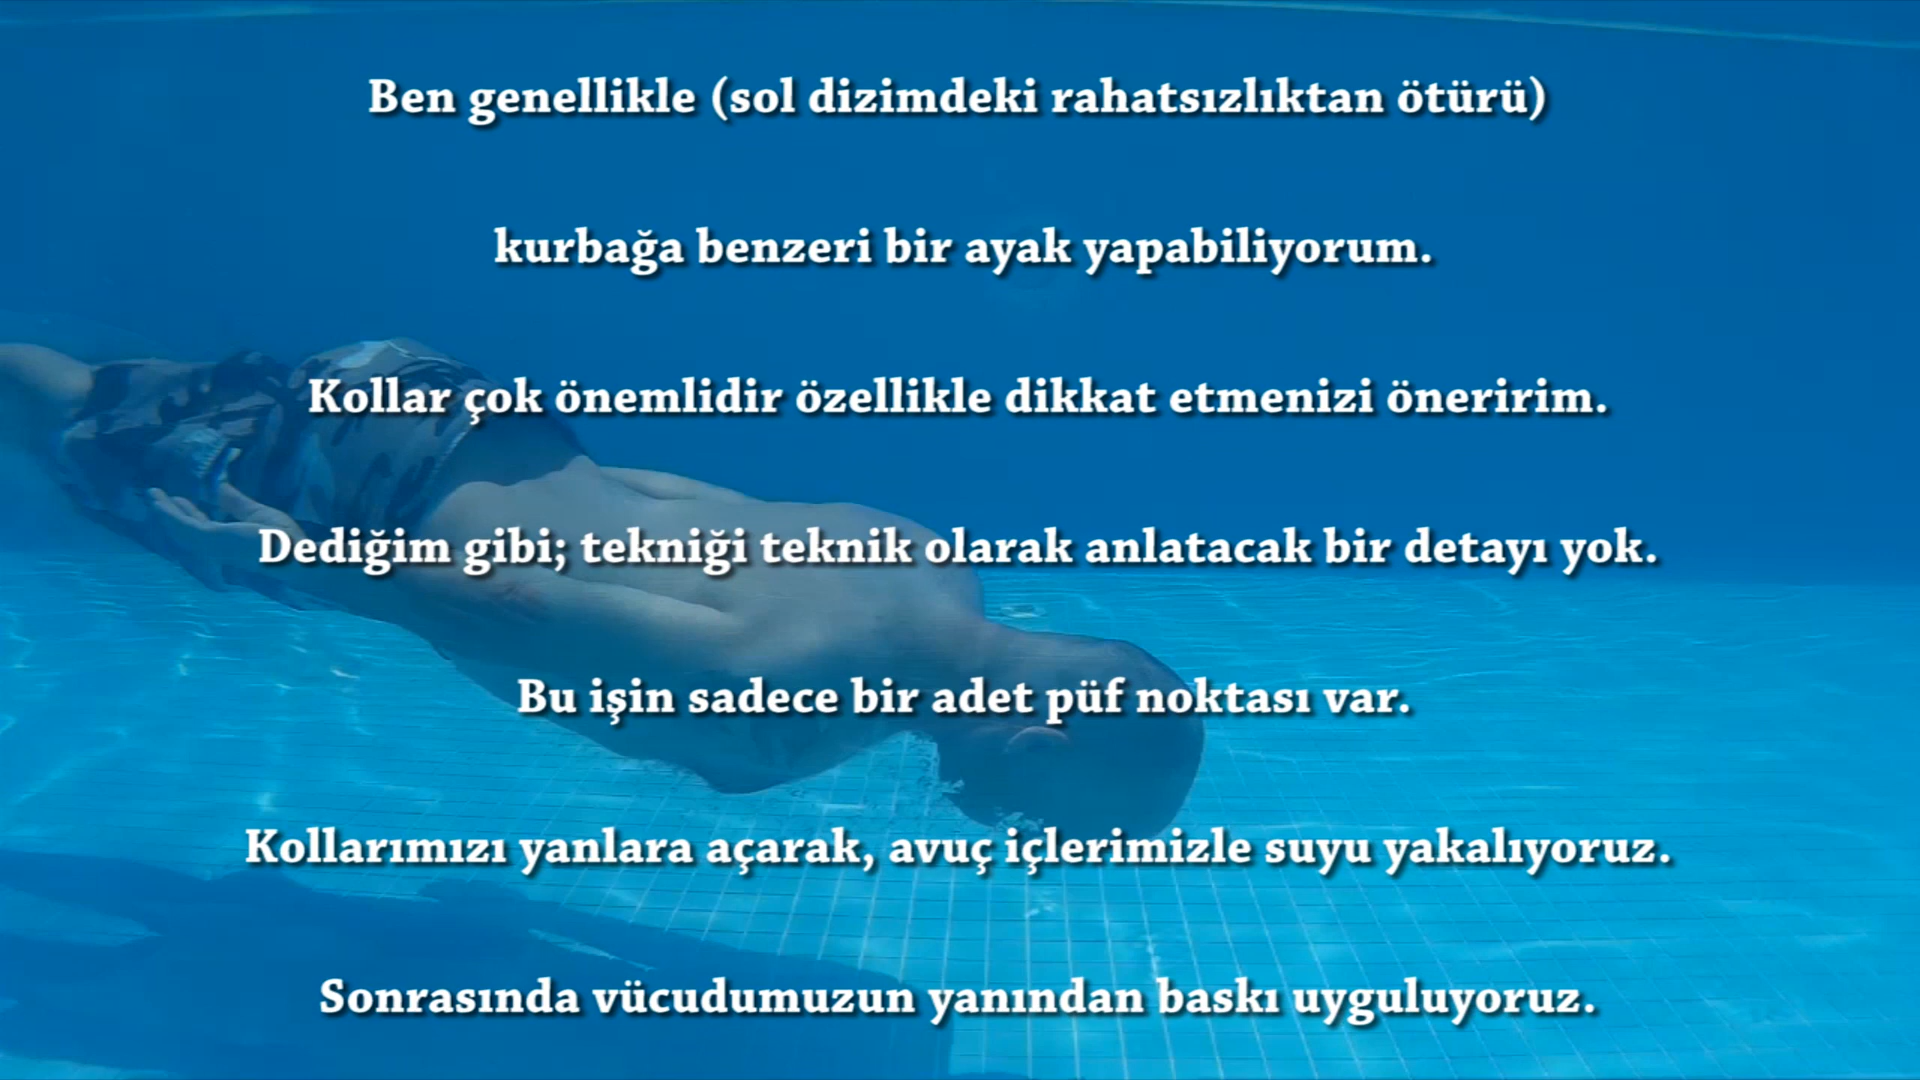 Ben genellikle (sol dizimdeki rahatsızlıktan ötürü)
kurbağa benzeri bir ayak yapabiliyorum.
Kollar çok önemlidir özellikle dikkat etmenizi öneririm.
Dediğim gibi; tekniği teknik olarak anlatacak bir detayı yok.
Bu işin sadece bir adet püf noktası var.
Kollarımızı yanlara açarak, avuç içlerimizle suyu yakalıyoruz.
Sonrasında vücudumuzun yanından baskı uyguluyoruz.